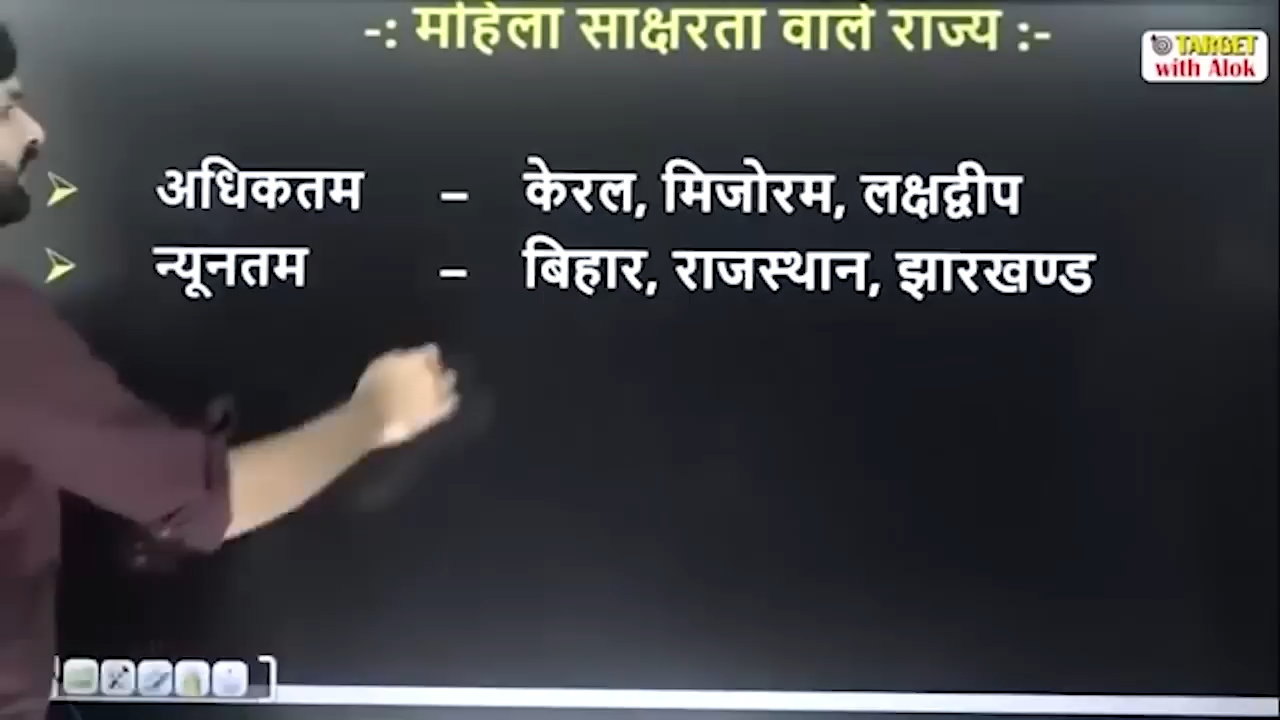 -: महिला साक्षरता वाले राज्य :-
TARGET
with Alok
अधिकतम – केरल, मिजोरम, लक्षद्वीप
न्यूनतम – बिहार, राजस्थान, झारखण्ड